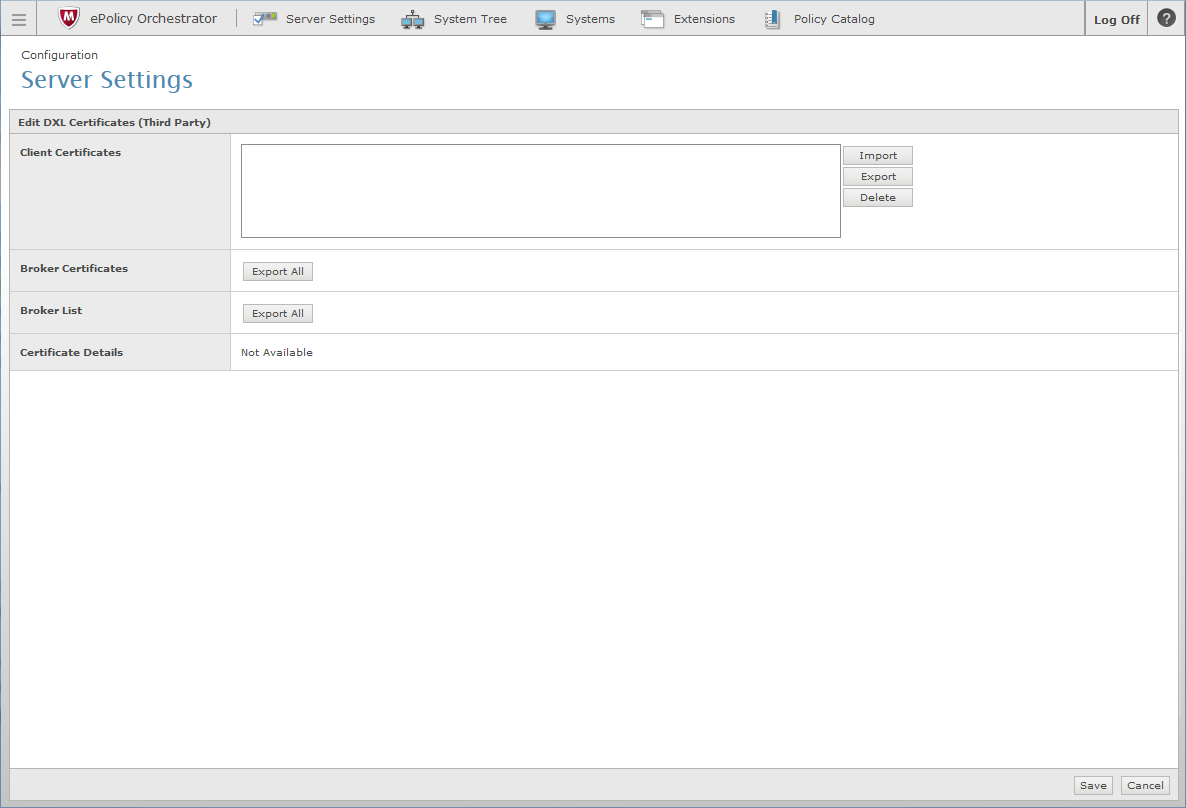 ePolicy Orchestrator Server Settings System Tree Systems Extensions Policy Catalog Log Off ?
Configuration
Server Settings
Edit DXL Certificates (Third Party)
Client Certificates
Import
Export
Delete
Broker Certificates Export All
Broker List Export All
Certificate Details Not Available
Save Cancel